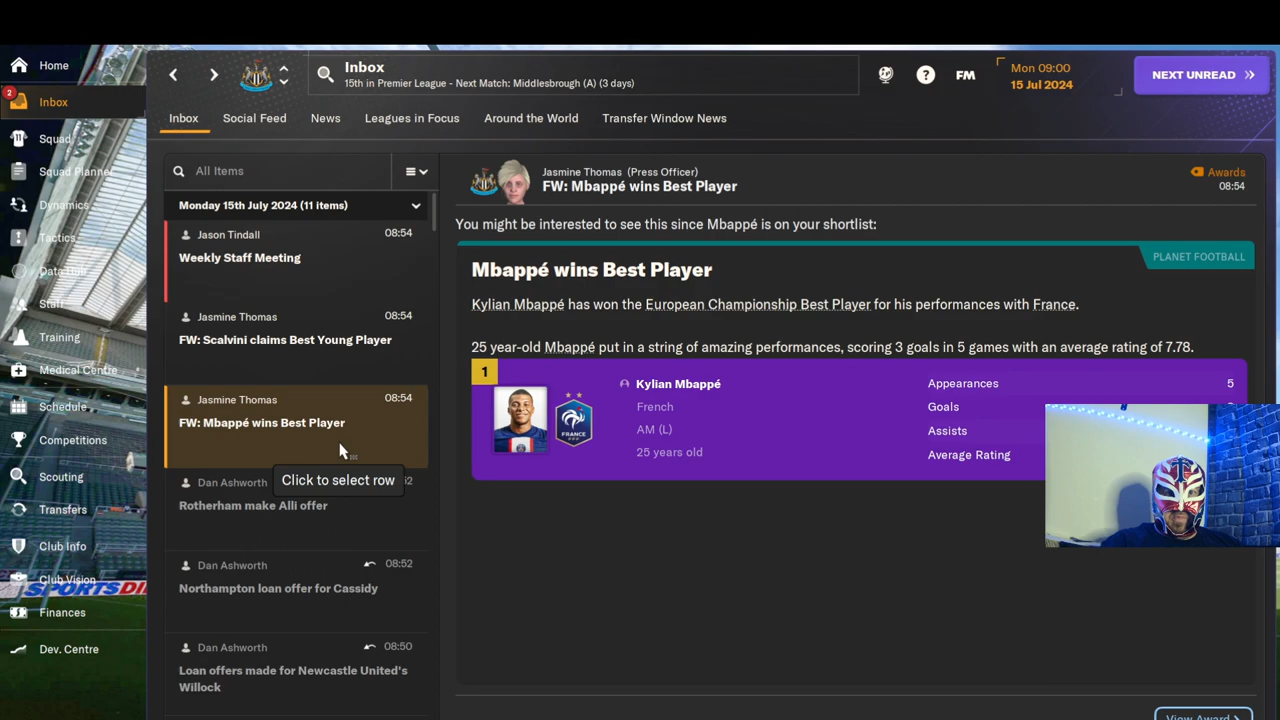 Home
2
Inbox
Squad
Squad Planner
Dynamics
Tactics
Data Hub
Staff
Training
Medical Centre
Schedule
Competitions
Scouting
Transfers
Club Info
Club Vision
SPORTS
Finances
Dev. Centre
Inbox
15th in Premier League - Next Match: Middlesbrough (A) (3 days)
FM
Mon 09:00
15 Jul 2024
NEXT UNREAD
Inbox
Social Feed
News
Leagues in Focus
Around the World
Transfer Window News
All Items
Monday 15th July 2024 (11 items)
Jason Tindall 08:54
Weekly Staff Meeting
Jasmine Thomas 08:54
FW: Scalvini claims Best Young Player
Jasmine Thomas 08:54
FW: Mbappé wins Best Player
Click to select row
Dan Ashworth
Rotherham make Alli offer
Dan Ashworth 08:52
Northampton loan offer for Cassidy
Dan Ashworth 08:50
Loan offers made for Newcastle United's
Willock
Jasmine Thomas (Press Officer)
FW: Mbappé wins Best Player
Awards
08:54
You might be interested to see this since Mbappé is on your shortlist:
PLANET FOOTBALL
Mbappé wins Best Player
Kylian Mbappé has won the European Championship Best Player for his performances with France.
25 year-old Mbappé put in a string of amazing performances, scoring 3 goals in 5 games with an average rating of 7.78.
1
FRANCE
Kylian Mbappé
French
AM (L)
25 years old
Appearances 5
Goals
Assists
Average Rating
View Award